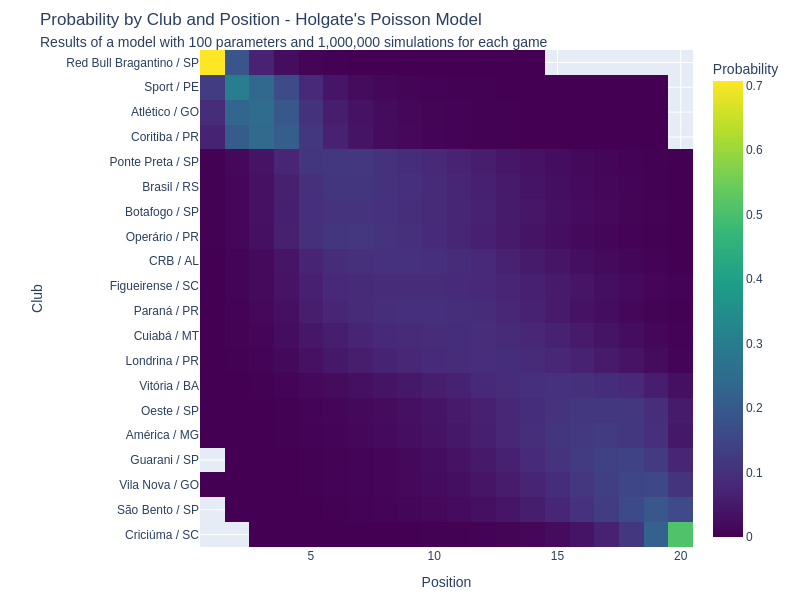 Probability by Club and Position - Holgate's Poisson Model
Results of a model with 100 parameters and 1,000,000 simulations for each game
Probability
Red Bull Bragantino / SP
Sport / PE
Atlético / GO
Coritiba / PR
Ponte Preta / SP
Brasil / RS
Botafogo / SP
Operário / PR
CRB / AL
Figueirense / SC
Paraná / PR
Cuiabá / MT
Londrina / PR
Vitória / BA
Oeste / SP
América / MG
Guarani / SP
Vila Nova / GO
São Bento / SP
Criciúma / SC
Club
5 10 15 20
Position
0.7
0.6
0.5
0.4
0.3
0.2
0.1
0